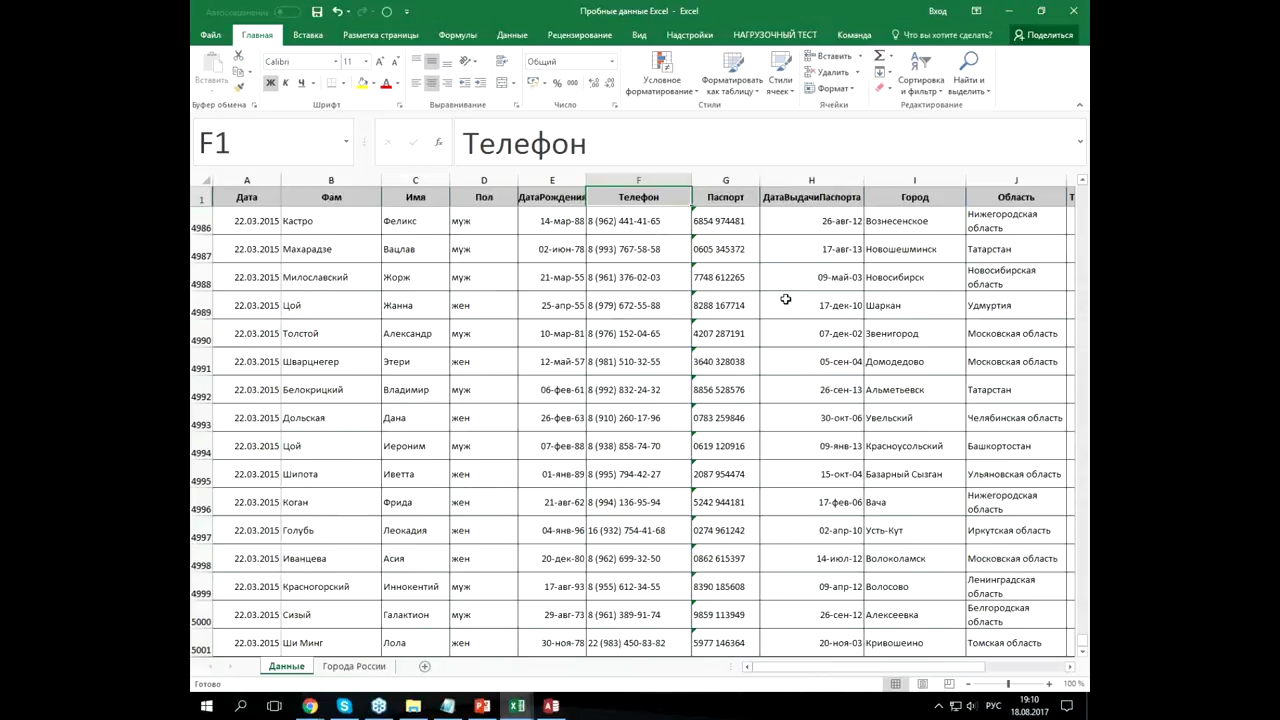 Автосохранение
Пробные данные Excel - Excel
Вход
Файл Главная Вставка Разметка страницы Формулы Данные Рецензирование Вид Надстройки НАГРУЗОЧНЫЙ ТЕСТ Команда Что вы хотите сделать? Поделиться
Вставить
Calibri 11
Ж К Ч
Общий
% 000
Условное форматирование
Форматировать как таблицу
Стили ячеек
Вставить
Удалить
Формат
Сортировка и фильтр
Найти и выделить
Буфер обмена Шрифт Выравнивание Число Стили Ячейки Редактирование
F1 fx Телефон
A B C D E F G H I J
1 Дата Фам Имя Пол ДатаРождения Телефон Паспорт ДатаВыдачиПаспорта Город Область Т
4986 22.03.2015 Кастро Феликс муж 14-мар-88 8 (962) 441-41-65 6854 974481 26-авг-12 Вознесенское Нижегородская область
4987 22.03.2015 Махарадзе Вацлав муж 02-июн-78 8 (993) 767-58-58 0605 345372 17-авг-13 Новошешминск Татарстан
4988 22.03.2015 Милославский Жорж муж 21-мар-55 8 (961) 376-02-03 7748 612265 09-май-03 Новосибирск Новосибирская область
4989 22.03.2015 Цой Жанна жен 25-апр-55 8 (979) 672-55-88 8288 167714 17-дек-10 Шаркан Удмуртия
4990 22.03.2015 Толстой Александр муж 10-мар-81 8 (976) 152-04-65 4207 287191 07-дек-02 Звенигород Московская область
4991 22.03.2015 Шварцнегер Этери жен 12-май-57 8 (981) 510-32-55 3640 328038 05-сен-04 Домодедово Московская область
4992 22.03.2015 Белокрицкий Владимир муж 06-фев-61 8 (992) 832-24-32 8856 528576 26-сен-13 Альметьевск Татарстан
4993 22.03.2015 Дольская Дана жен 26-фев-63 8 (910) 260-17-96 0783 259846 30-окт-06 Увельский Челябинская область
4994 22.03.2015 Цой Иероним муж 07-фев-88 8 (938) 858-74-70 0619 120916 09-янв-13 Красноусольский Башкортостан
4995 22.03.2015 Шипота Иветта жен 01-янв-89 8 (995) 794-42-27 2087 954474 15-окт-04 Базарный Сызган Ульяновская область
4996 22.03.2015 Коган Фрида жен 21-авг-62 8 (994) 136-95-94 5242 944181 17-фев-06 Вача Нижегородская область
4997 22.03.2015 Голубь Леокадия жен 04-янв-96 16 (932) 754-41-68 0274 961242 02-апр-10 Усть-Кут Иркутская область
4998 22.03.2015 Иванцева Асия жен 20-дек-80 8 (962) 699-32-50 0862 615397 14-июл-12 Волоколамск Московская область
4999 22.03.2015 Красногорский Иннокентий муж 17-авг-93 8 (955) 612-34-55 8390 185608 09-апр-12 Волосово Ленинградская область
5000 22.03.2015 Сизый Галактион муж 29-авг-73 8 (961) 389-91-74 9859 113949 26-сен-12 Алексеевка Белгородская область
5001 22.03.2015 Ши Минг Лола жен 30-ноя-78 22 (983) 450-83-82 5977 146364 20-ноя-03 Кривошеино Томская область
Данные Города России
Готово 100 %
РУС 19:10
18.08.2017